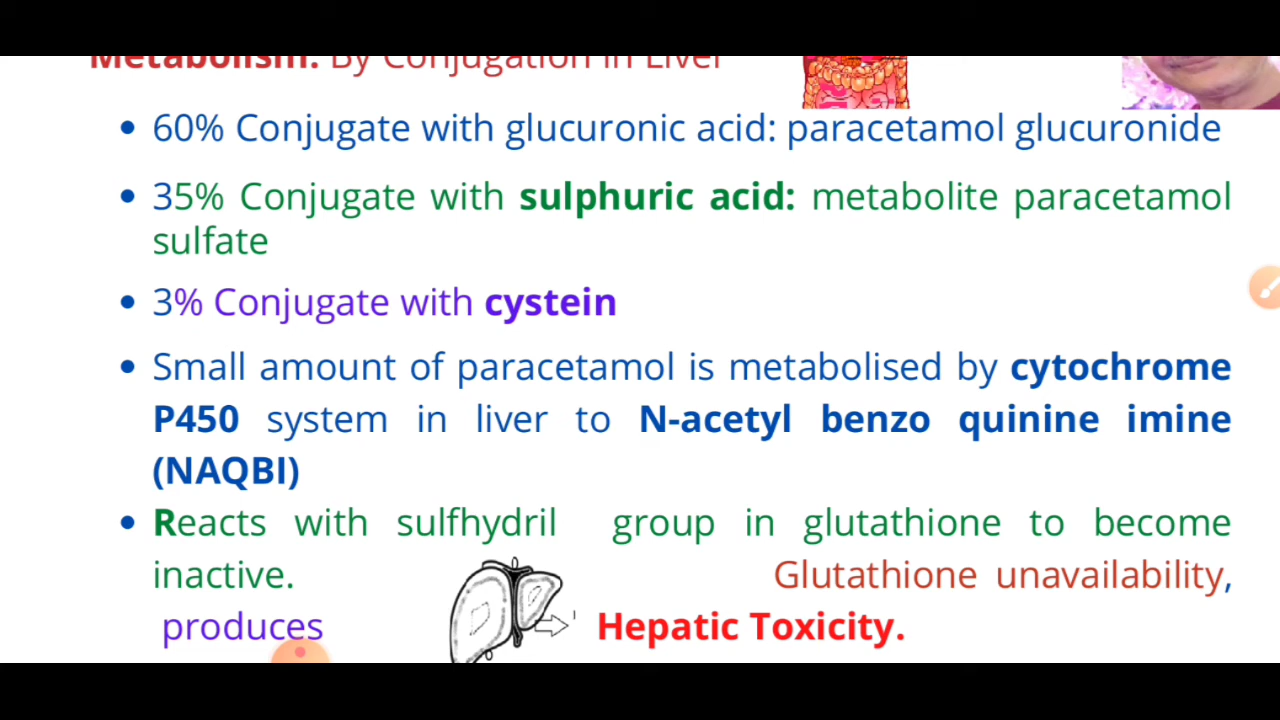 Metabolism: By Conjugation in Liver
• 60% Conjugate with glucuronic acid: paracetamol glucuronide
• 35% Conjugate with sulphuric acid: metabolite paracetamol
sulfate
• 3% Conjugate with cystein
• Small amount of paracetamol is metabolised by cytochrome
P450 system in liver to N-acetyl benzo quinine imine
(NAQBI)
• Reacts with sulfhydril group in glutathione to become
inactive. Glutathione unavailability,
produces Hepatic Toxicity.